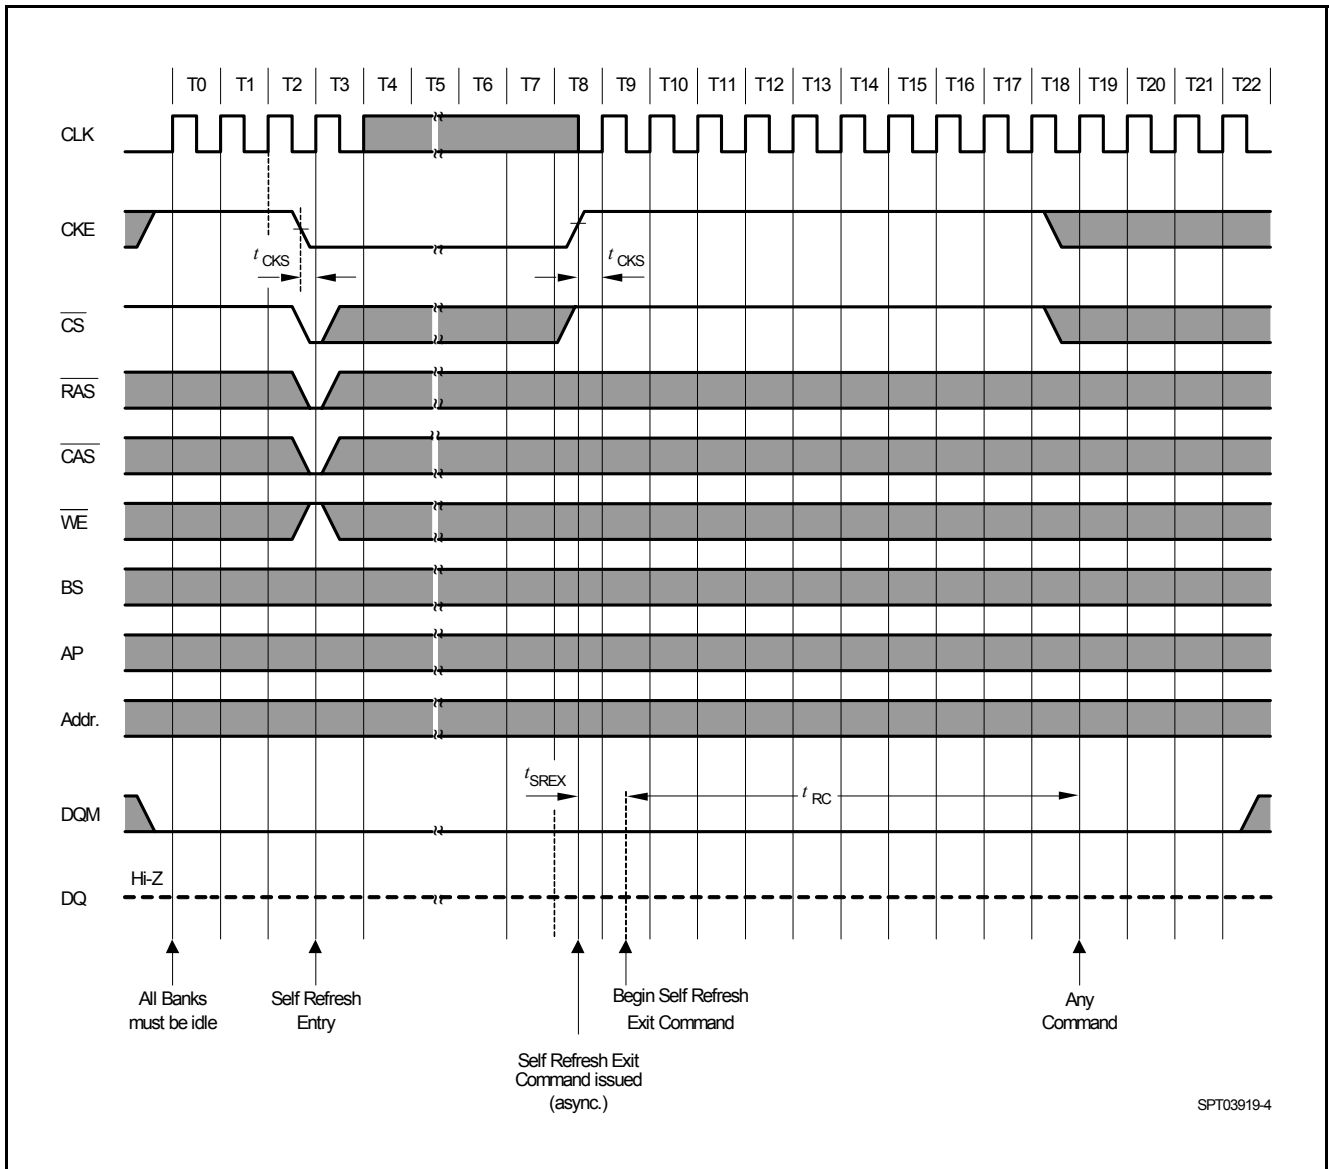 T0 T1 T2 T3 T4 T5 T6 T7 T8 T9 T10 T11 T12 T13 T14 T15 T16 T17 T18 T19 T20 T21 T22
CLK
CKE
t CKS
t CKS
CS
RAS
CAS
WE
BS
AP
Addr.
t SREX
t RC
DQM
Hi-Z
DQ
All Banks
must be idle
Self Refresh
Entry
Begin Self Refresh
Exit Command
Any
Command
Self Refresh Exit
Command issued
(async.)
SPT03919-4